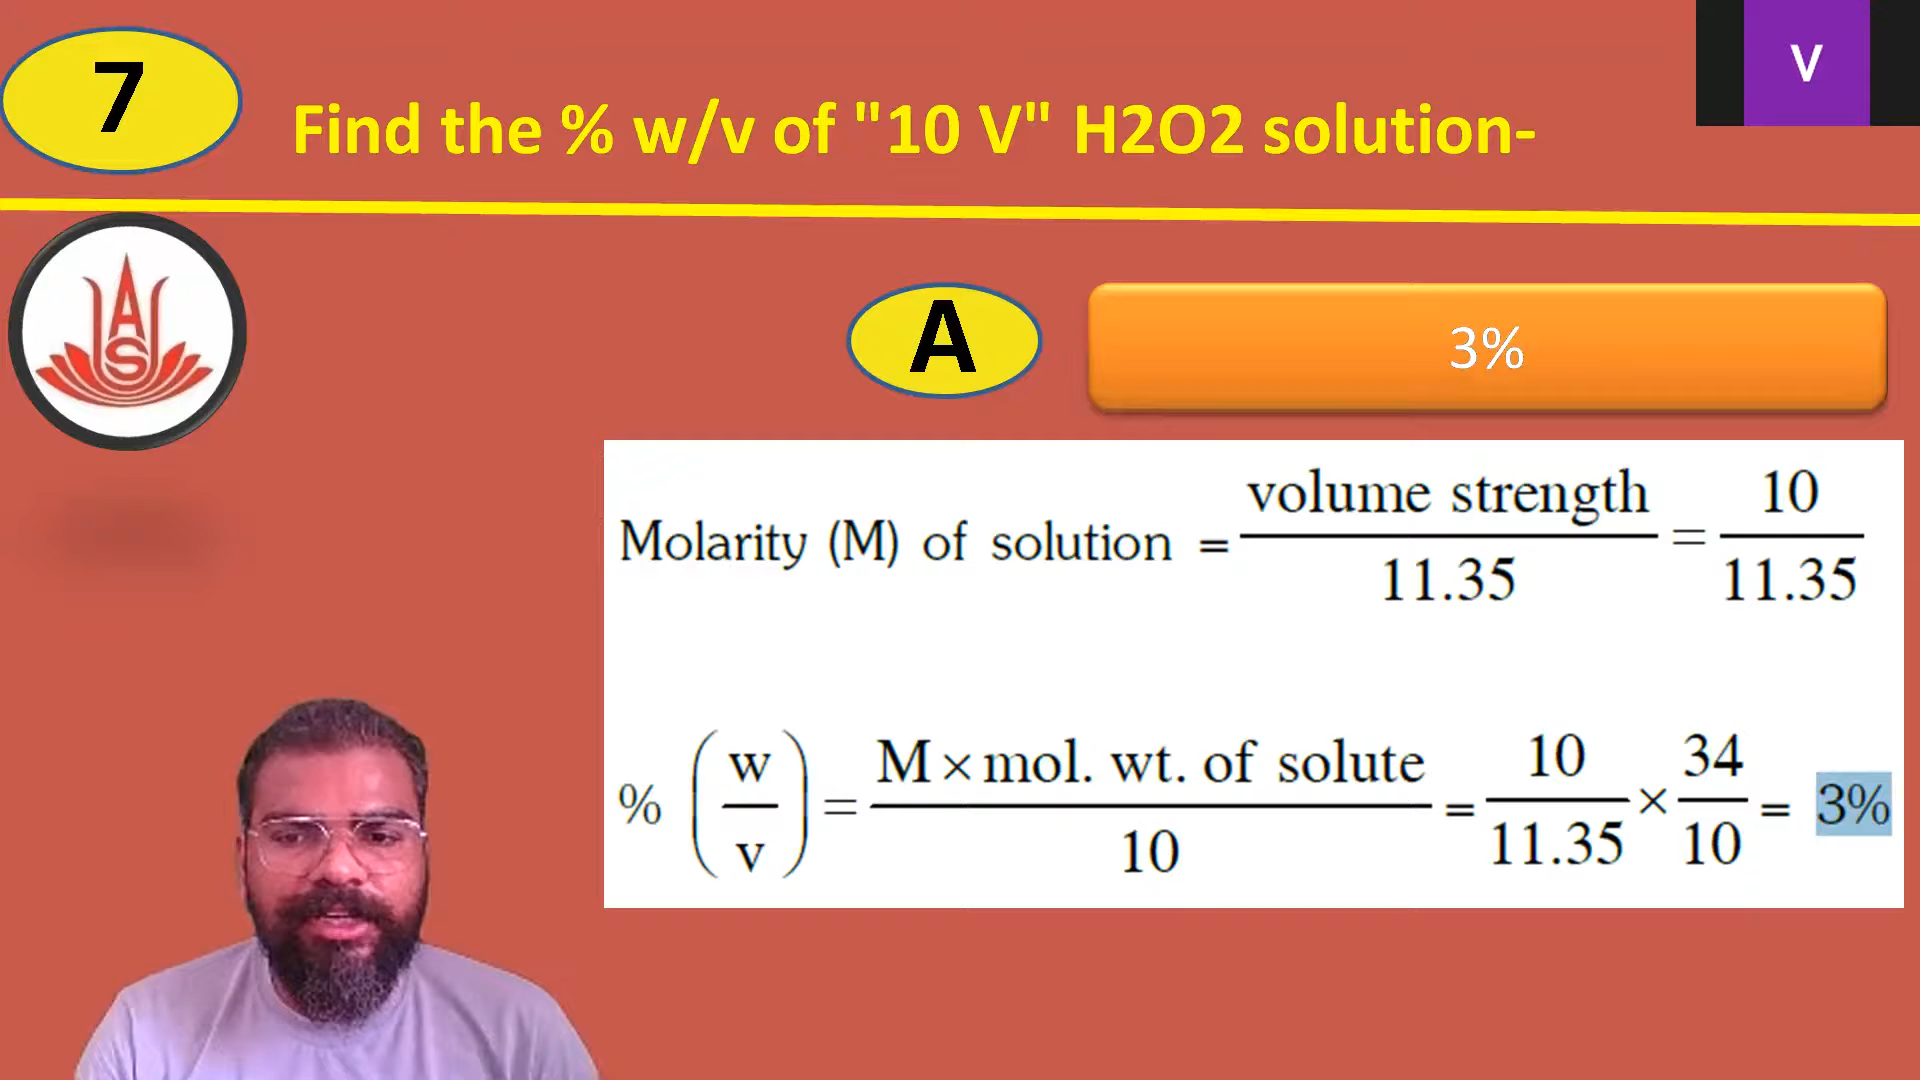 7
Find the % w/v of "10 V" H2O2 solution-
V
AS
A
3%
Molarity (M) of solution = volume strength / 11.35 = 10 / 11.35
% (w/v) = M × mol. wt. of solute / 10 = 10 / 11.35 × 34 / 10 = 3%